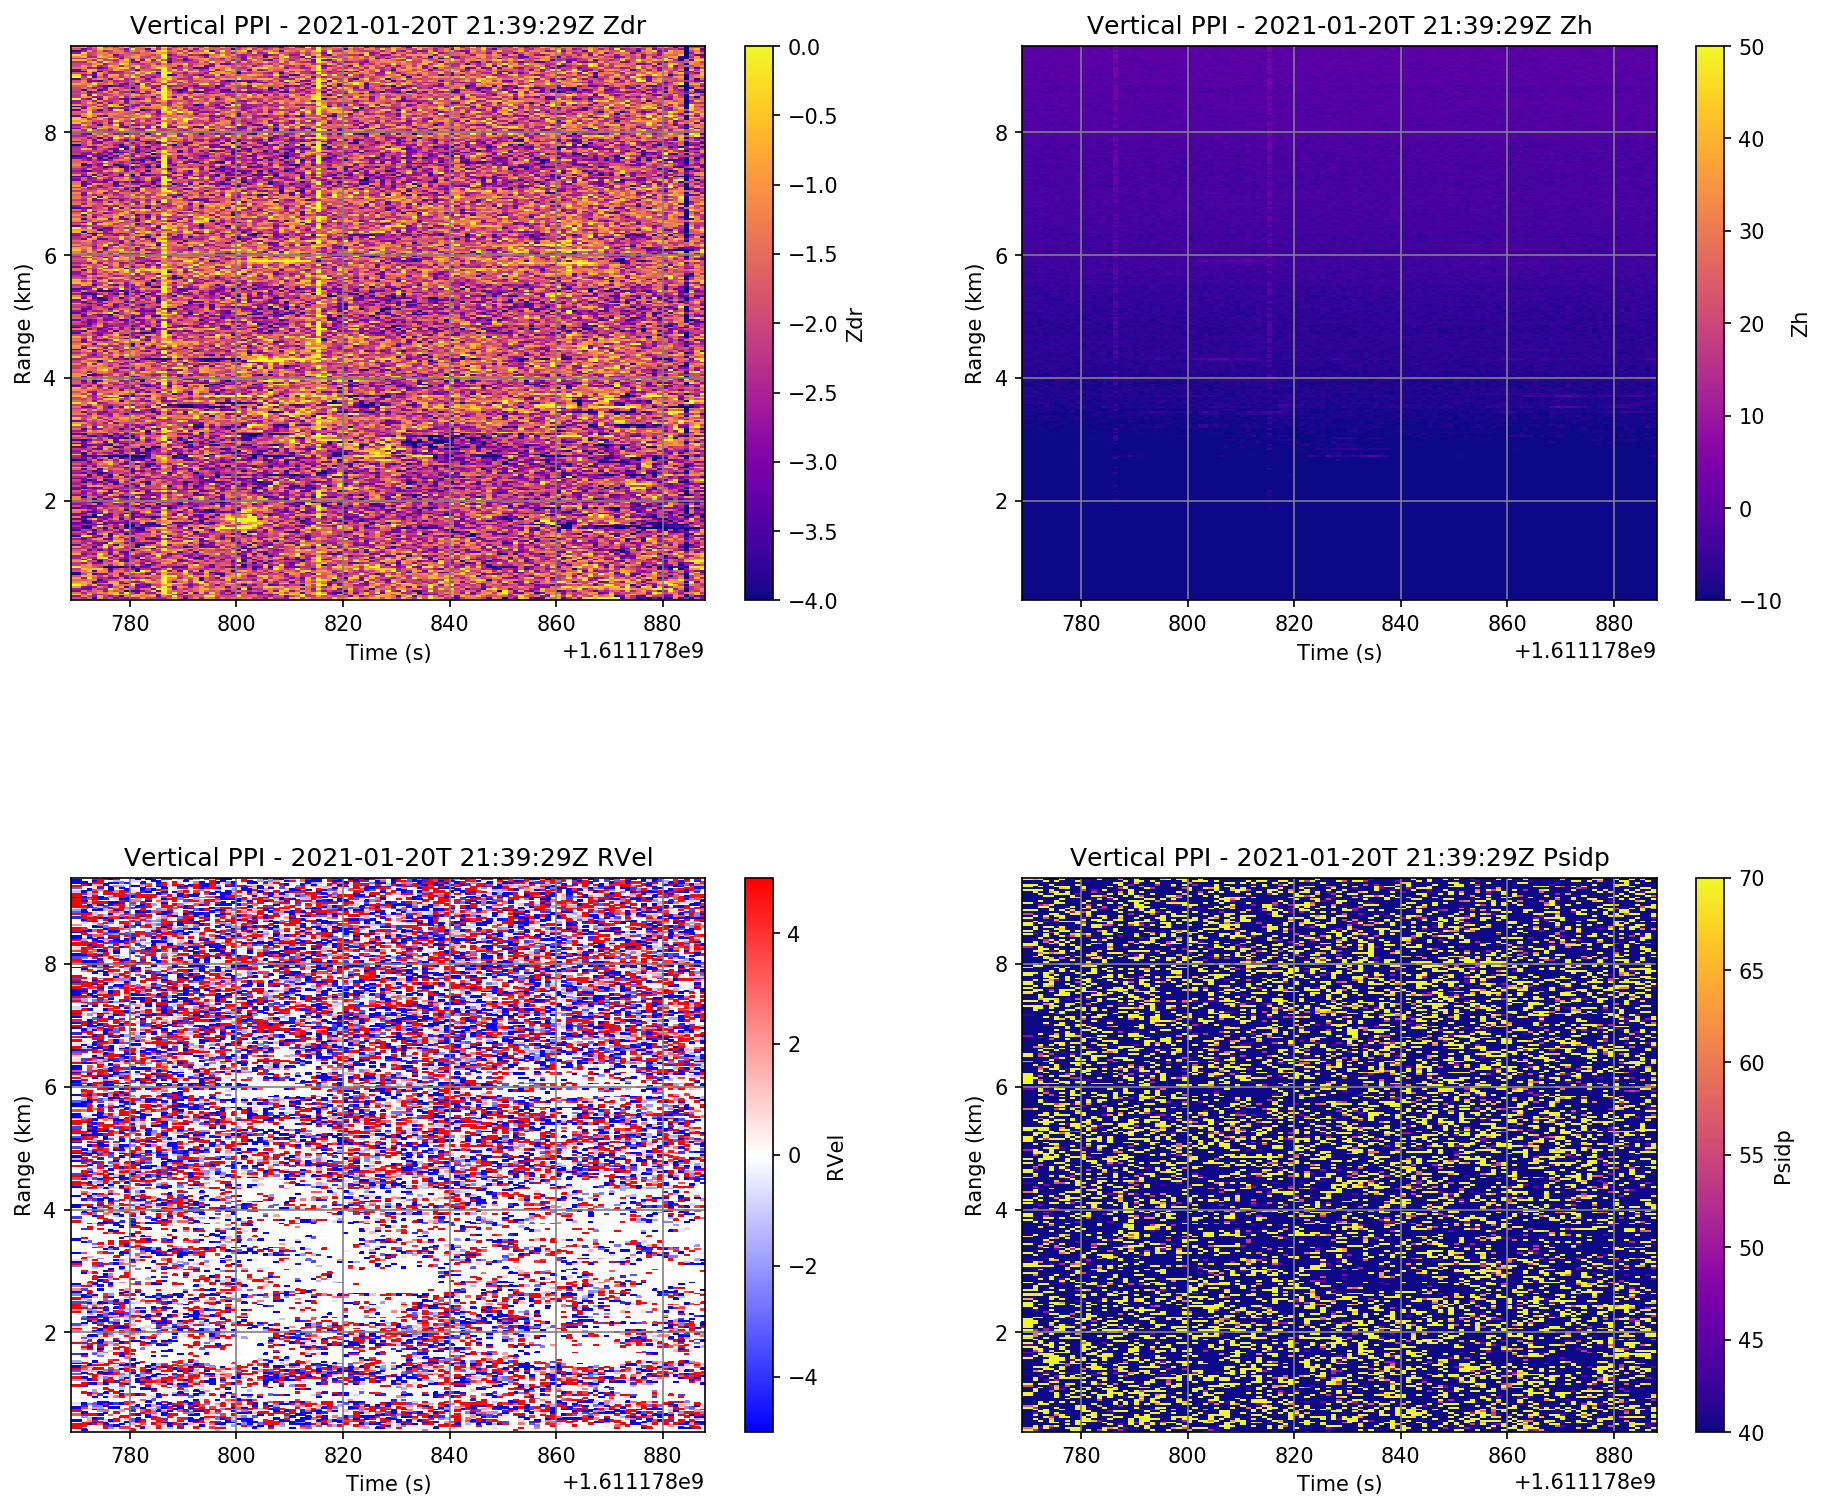 Vertical PPI - 2021-01-20T 21:39:29Z Zdr
Range (km)
8
6
4
2
780 800 820 840 860 880
Time (s)
+1.611178e9
0.0
−0.5
−1.0
−1.5
−2.0
−2.5
−3.0
−3.5
−4.0
Zdr
Vertical PPI - 2021-01-20T 21:39:29Z Zh
Range (km)
8
6
4
2
780 800 820 840 860 880
Time (s)
+1.611178e9
50
40
30
20
10
0
−10
Zh
Vertical PPI - 2021-01-20T 21:39:29Z RVel
Range (km)
8
6
4
2
780 800 820 840 860 880
Time (s)
+1.611178e9
4
2
0
−2
−4
RVel
Vertical PPI - 2021-01-20T 21:39:29Z Psidp
Range (km)
8
6
4
2
780 800 820 840 860 880
Time (s)
+1.611178e9
70
65
60
55
50
45
40
Psidp